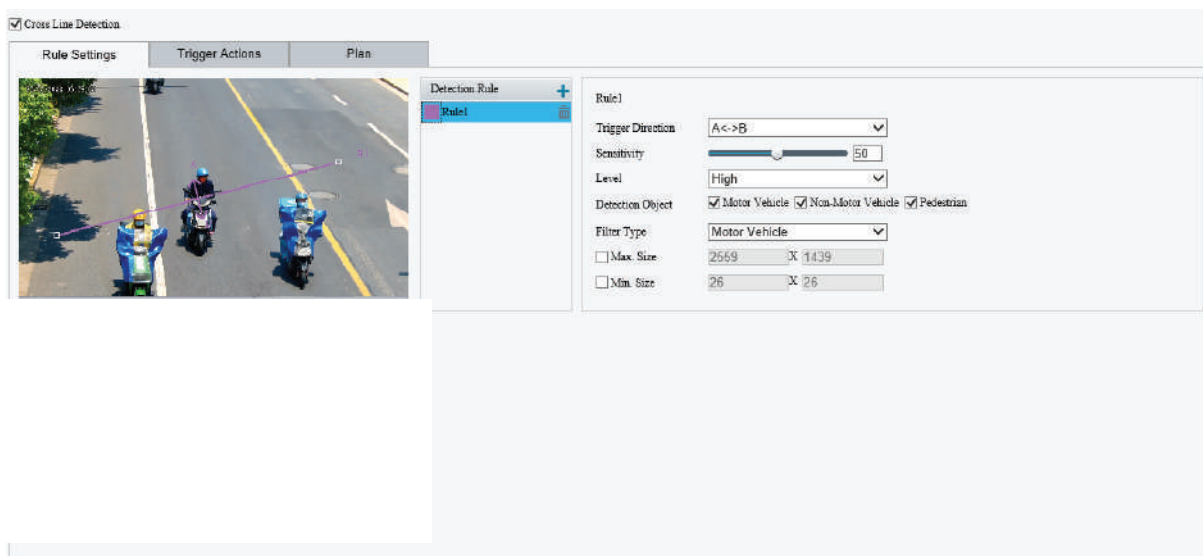 Cross Line Detection
Rule Settings
Trigger Actions
Plan
Detection Rule
Rule1
Rule1
Trigger Direction A<->B
Sensitivity 50
Level High
Detection Object Motor Vehicle Non-Motor Vehicle Pedestrian
Filter Type Motor Vehicle
Max. Size 2559 X 1439
Min. Size 26 X 26